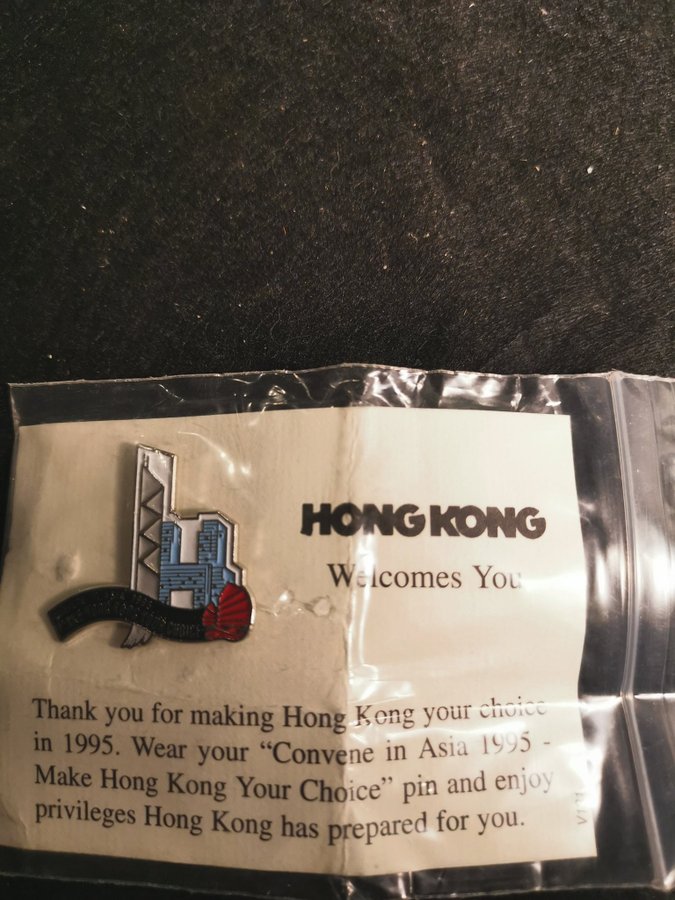 HONG KONG
Welcomes You
Thank you for making Hong Kong your choice
in 1995. Wear your “Convene in Asia 1995 -
Make Hong Kong Your Choice” pin and enjoy
privileges Hong Kong has prepared for you.